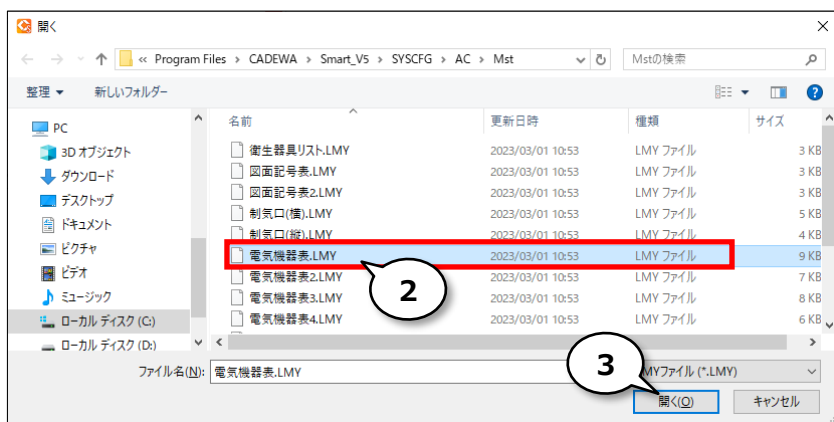 開く
« Program Files › CADEWA › Smart_V5 › SYSCFG › AC › Mst
Mstの検索
整理 新しいフォルダー
名前 更新日時 種類 サイズ
PC
3D オブジェクト
ダウンロード
デスクトップ
ドキュメント
ピクチャ
ビデオ
ミュージック
ローカル ディスク (C:)
ローカル ディスク (D:)
衛生器具リスト.LMY 2023/03/01 10:53 LMY ファイル 3 KB
図面記号表.LMY 2023/03/01 10:53 LMY ファイル 3 KB
図面記号表2.LMY 2023/03/01 10:53 LMY ファイル 3 KB
制気口(横).LMY 2023/03/01 10:53 LMY ファイル 5 KB
制気口(縦).LMY 2023/03/01 10:53 LMY ファイル 4 KB
電気機器表.LMY 2023/03/01 10:53 LMY ファイル 9 KB
電気機器表2.LMY 2023/03/01 10:53 LMY ファイル 7 KB
電気機器表3.LMY 2023/03/01 10:53 LMY ファイル 8 KB
電気機器表4.LMY 2023/03/01 10:53 LMY ファイル 6 KB
2
3
ファイル名(N): 電気機器表.LMY
MYファイル (*.LMY)
開く(O) キャンセル